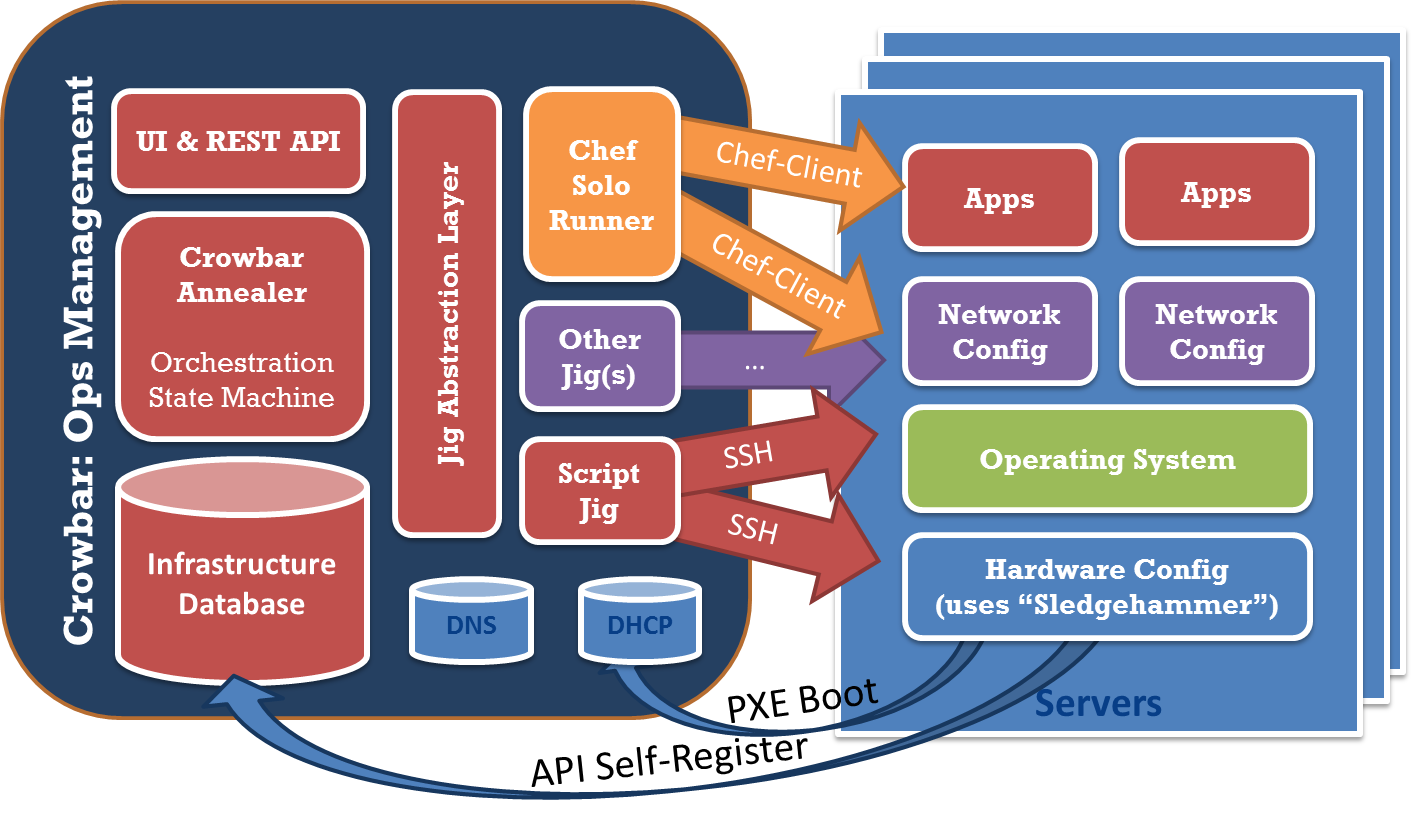 Crowbar: Ops Management
UI & REST API
Crowbar
Annealer
Orchestration
State Machine
Infrastructure
Database
Jig Abstraction Layer
Chef
Solo
Runner
Other
Jig(s)
Script
Jig
DNS
DHCP
Chef-Client
Chef-Client
...
SSH
SSH
Apps
Apps
Network
Config
Network
Config
Operating System
Hardware Config
(uses “Sledgehammer”)
Servers
PXE Boot
API Self-Register